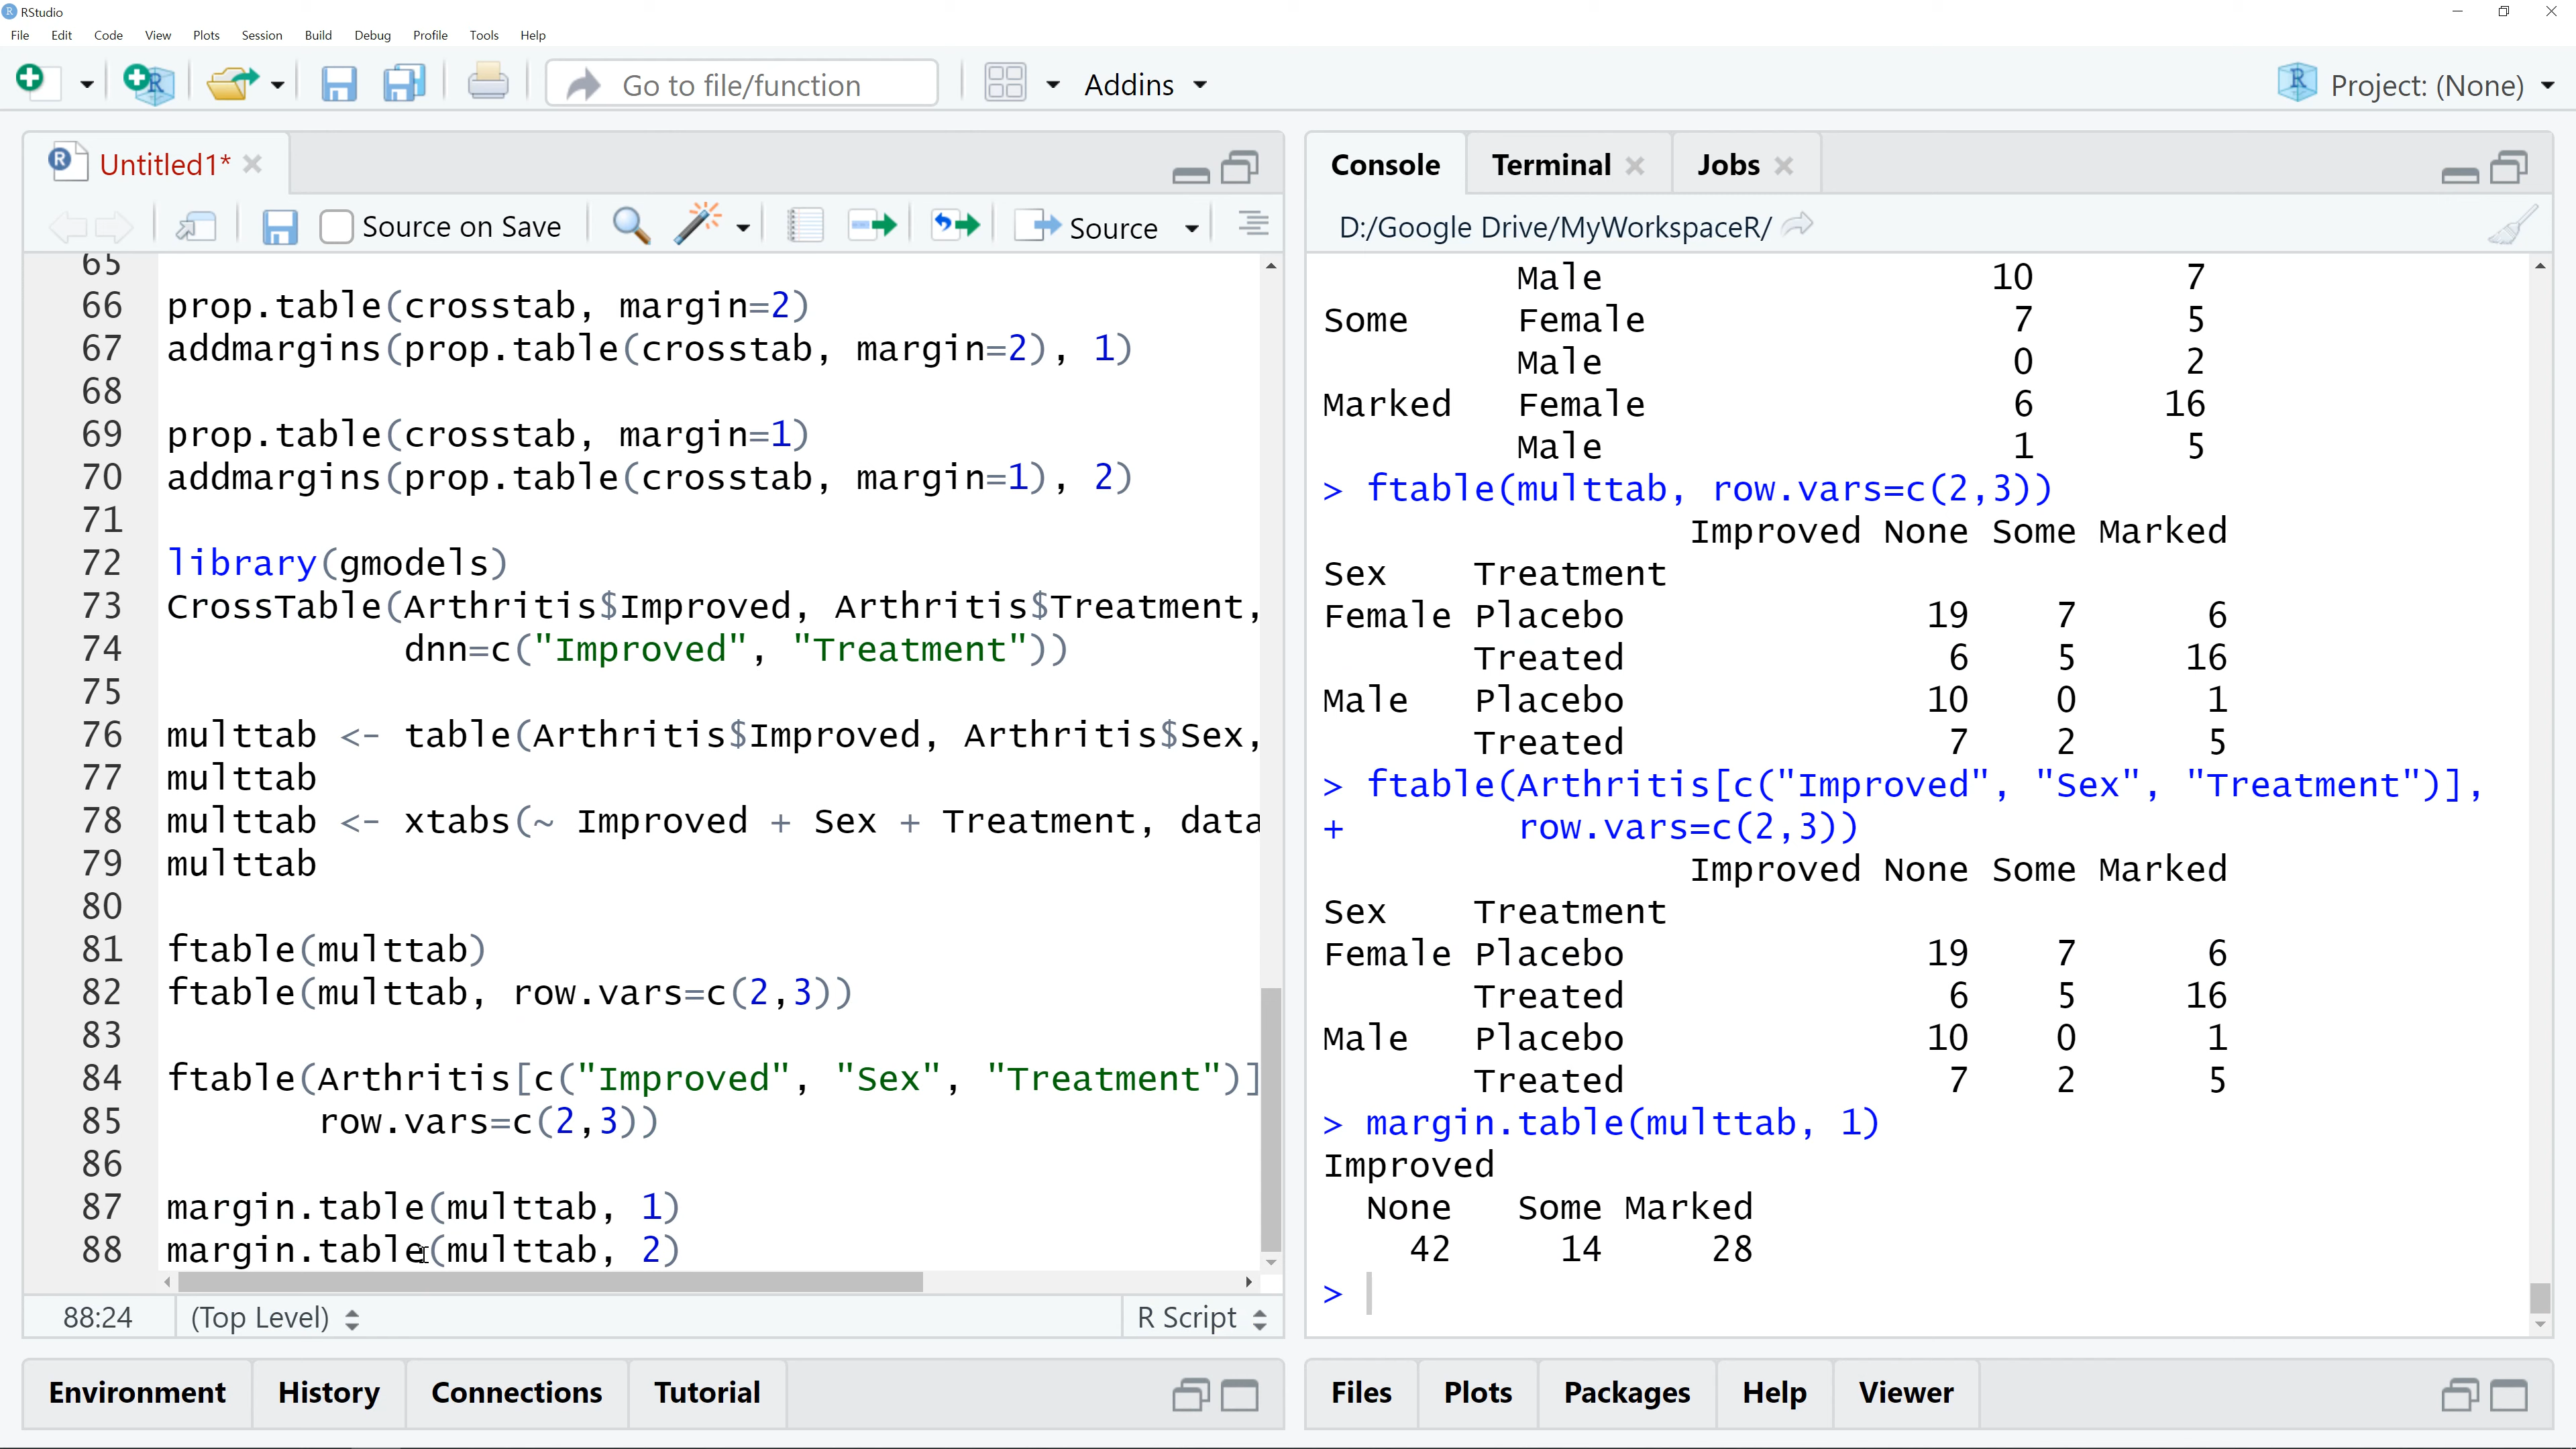 RStudio
File Edit Code View Plots Session Build Debug Profile Tools Help
Go to file/function Addins Project: (None)
Untitled1*
Source on Save Source
65
66 prop.table(crosstab, margin=2)
67 addmargins(prop.table(crosstab, margin=2), 1)
68
69 prop.table(crosstab, margin=1)
70 addmargins(prop.table(crosstab, margin=1), 2)
71
72 library(gmodels)
73 CrossTable(Arthritis$Improved, Arthritis$Treatment,
74 dnn=c("Improved", "Treatment"))
75
76 multtab <- table(Arthritis$Improved, Arthritis$Sex,
77 multtab
78 multtab <- xtabs(~ Improved + Sex + Treatment, data
79 multtab
80
81 ftable(multtab)
82 ftable(multtab, row.vars=c(2,3))
83
84 ftable(Arthritis[c("Improved", "Sex", "Treatment")]
85 row.vars=c(2,3))
86
87 margin.table(multtab, 1)
88 margin.table(multtab, 2)
88:24 (Top Level) R Script
Environment History Connections Tutorial
Console Terminal Jobs
D:/Google Drive/MyWorkspaceR/
Male 10 7
Some Female 7 5
Male 0 2
Marked Female 6 16
Male 1 5
> ftable(multtab, row.vars=c(2,3))
Improved None Some Marked
Sex Treatment
Female Placebo 19 7 6
Treated 6 5 16
Male Placebo 10 0 1
Treated 7 2 5
> ftable(Arthritis[c("Improved", "Sex", "Treatment")],
+ row.vars=c(2,3))
Improved None Some Marked
Sex Treatment
Female Placebo 19 7 6
Treated 6 5 16
Male Placebo 10 0 1
Treated 7 2 5
> margin.table(multtab, 1)
Improved
None Some Marked
42 14 28
>
Files Plots Packages Help Viewer